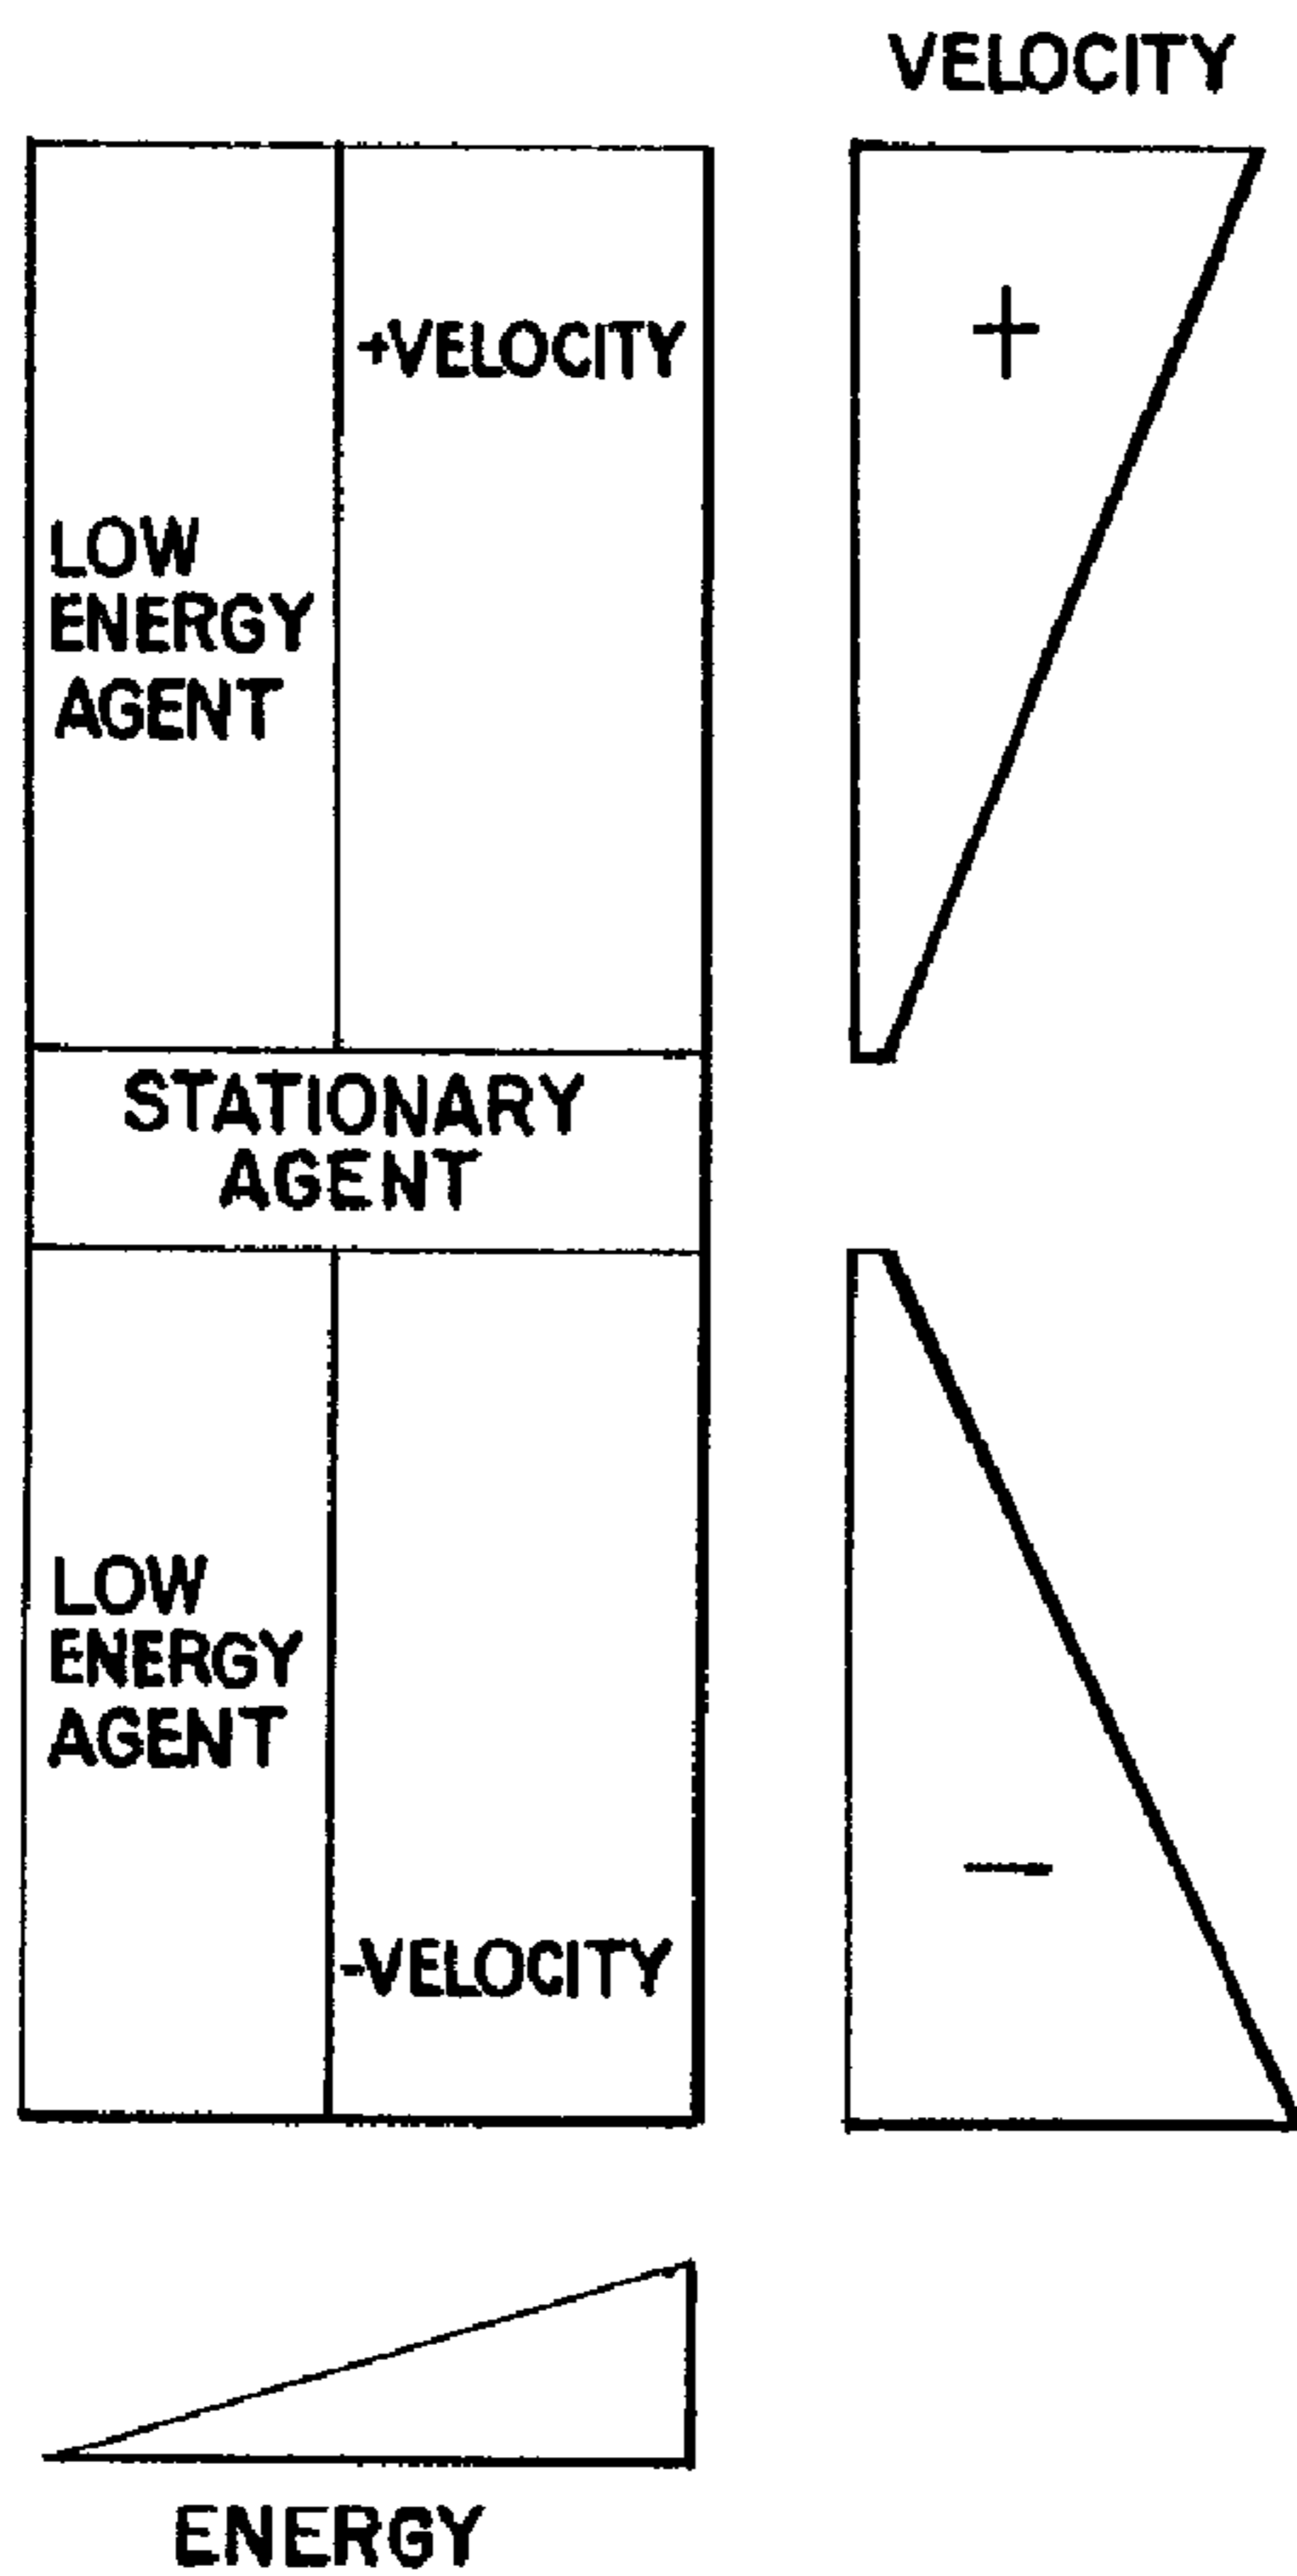 VELOCITY
+
+VELOCITY
LOW
ENERGY
AGENT
STATIONARY
AGENT
LOW
ENERGY
AGENT
−
-VELOCITY
ENERGY